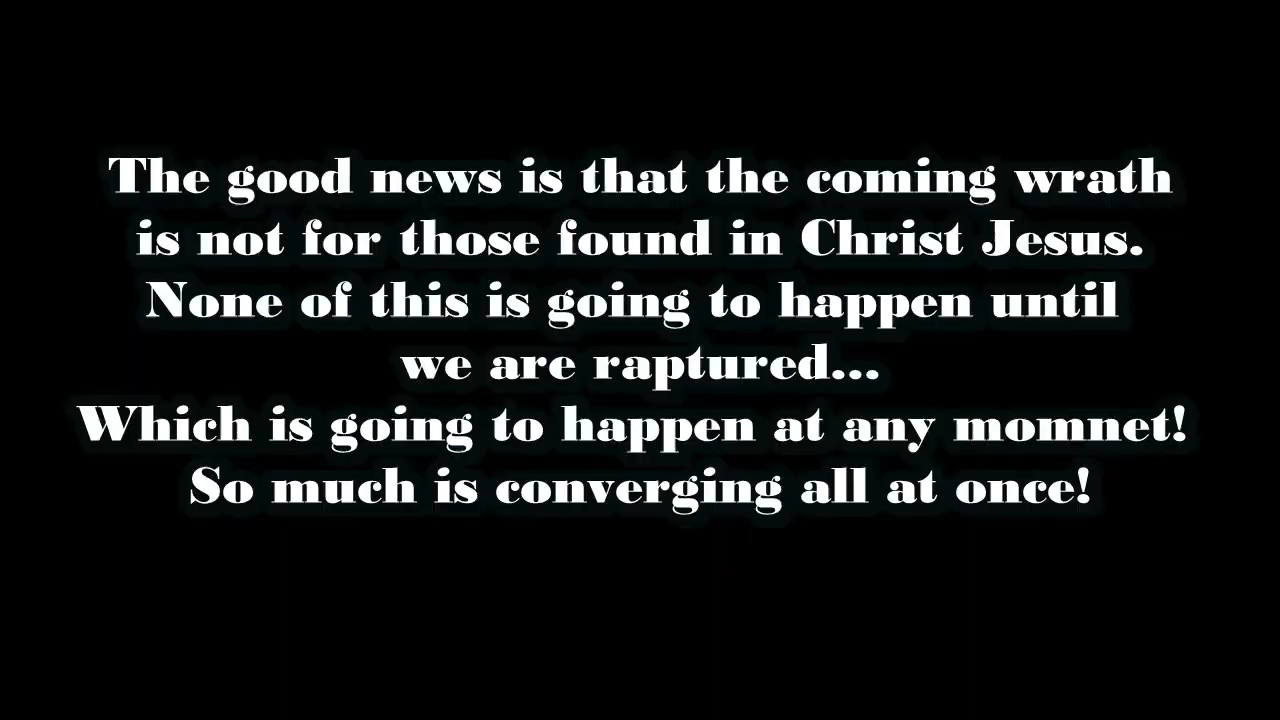 The good news is that the coming wrath
is not for those found in Christ Jesus.
None of this is going to happen until
we are raptured...
Which is going to happen at any momnet!
So much is converging all at once!